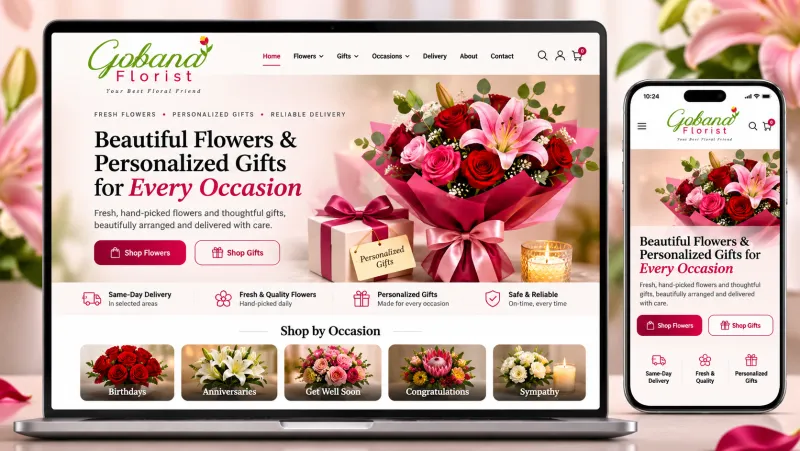 Gobana
Florist
Your Best Floral Friend
Home Flowers Gifts Occasions Delivery About Contact
0
FRESH FLOWERS • PERSONALIZED GIFTS • RELIABLE DELIVERY
Beautiful Flowers &
Personalized Gifts
for Every Occasion
Fresh, hand-picked flowers and thoughtful gifts,
beautifully arranged and delivered with care.
Shop Flowers
Shop Gifts
Personalized
Gifts
Same-Day Delivery
in selected areas
Fresh & Quality Flowers
Hand-picked daily
Personalized Gifts
Made for every occasion
Safe & Reliable
On-time, every time
Shop by Occasion
Birthdays
Anniversaries
Get Well Soon
Congratulations
Sympathy
10:24
Gobana
Florist
Your Best Floral Friend
0
Beautiful Flowers &
Personalized Gifts for
Every Occasion
Fresh, hand-picked flowers and thoughtful
gifts, beautifully arranged and delivered
with care.
Shop Flowers
Shop Gifts
Same-Day
Delivery
Fresh &
Quality
Personalized
Gifts